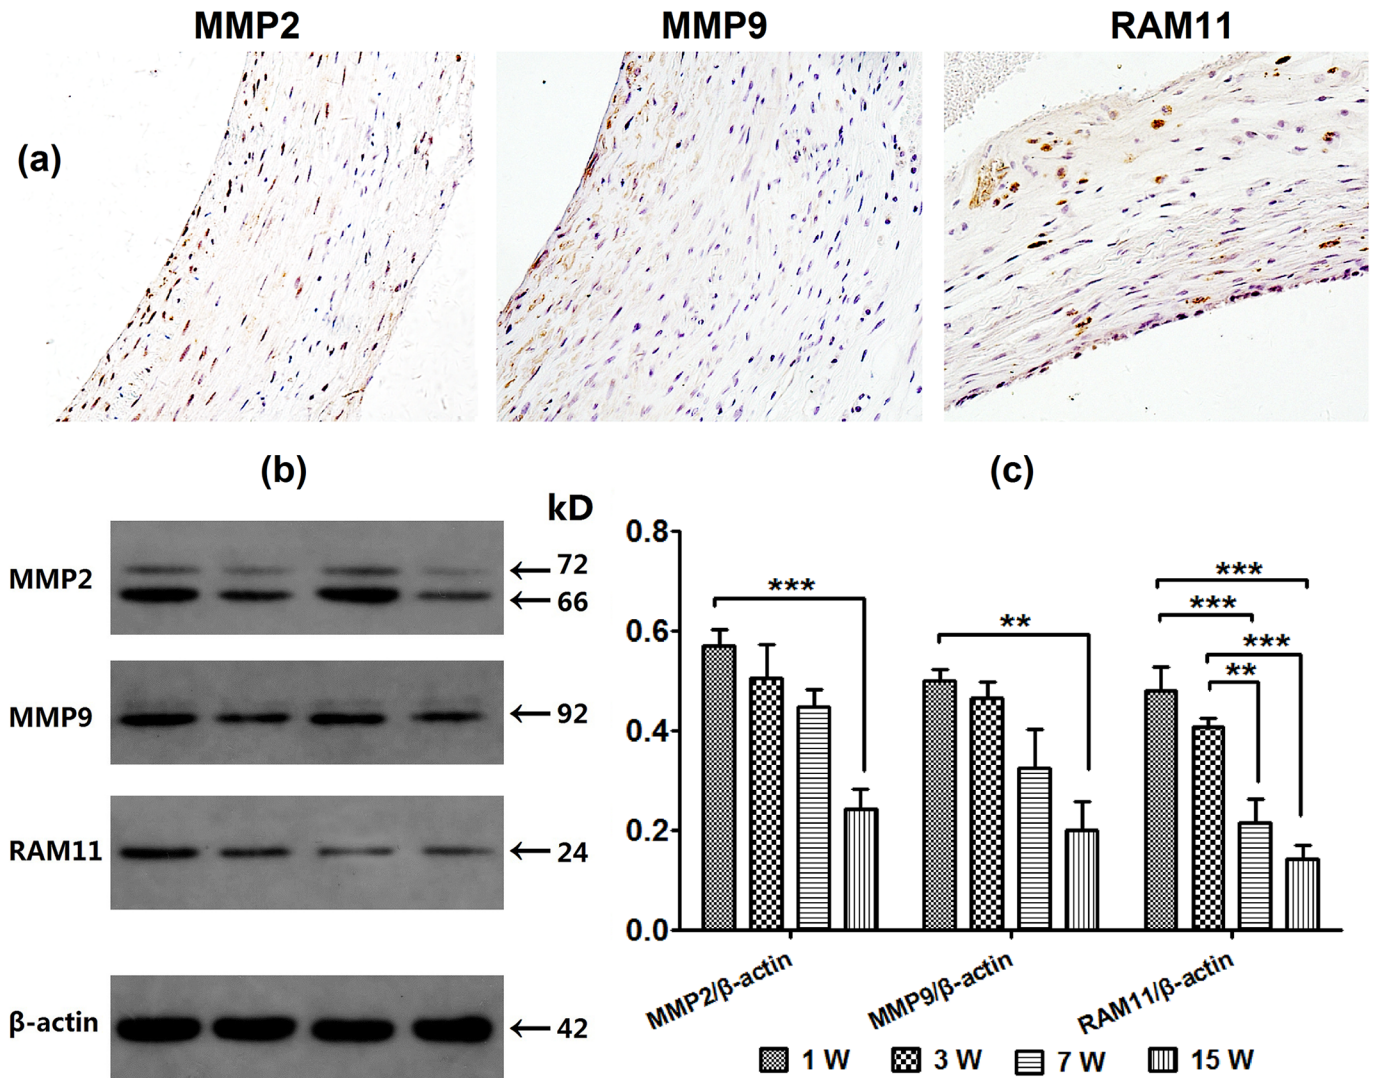 MMP2 MMP9 RAM11
(a)
(b) (c)
kD
MMP2
72
66
MMP9
92
RAM11
24
β-actin
42
0.8
0.6
0.4
0.2
0.0
***
**
***
***
***
**
MMP2/β-actin
MMP9/β-actin
RAM11/β-actin
1 W 3 W 7 W 15 W